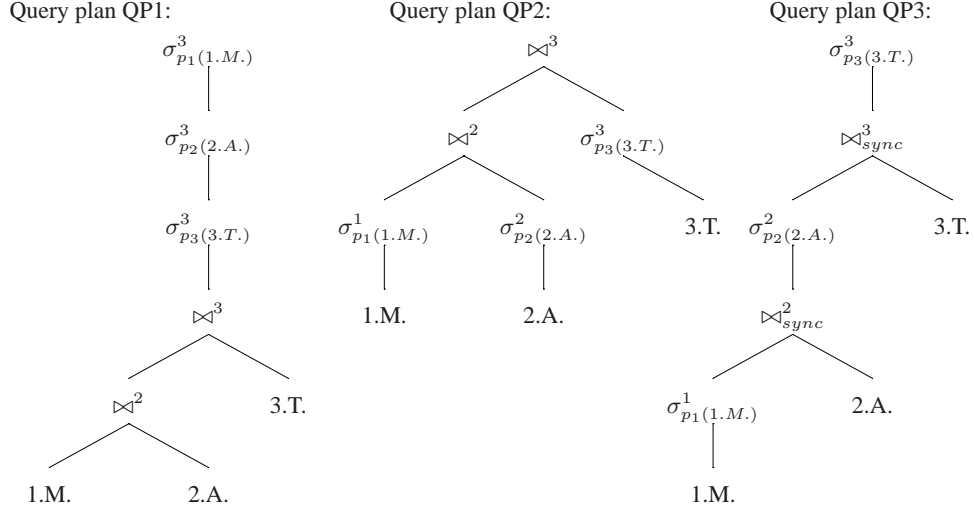 Query plan QP1: Query plan QP2: Query plan QP3:
σ³p₁(1.M.) ⋈³ σ³p₃(3.T.)
σ³p₂(2.A.) ⋈² σ³p₃(3.T.) ⋈³sync
σ³p₃(3.T.) σ¹p₁(1.M.) σ²p₂(2.A.) 3.T. σ²p₂(2.A.) 3.T.
⋈³ 1.M. 2.A. ⋈²sync
⋈² 3.T. σ¹p₁(1.M.) 2.A.
1.M. 2.A. 1.M.